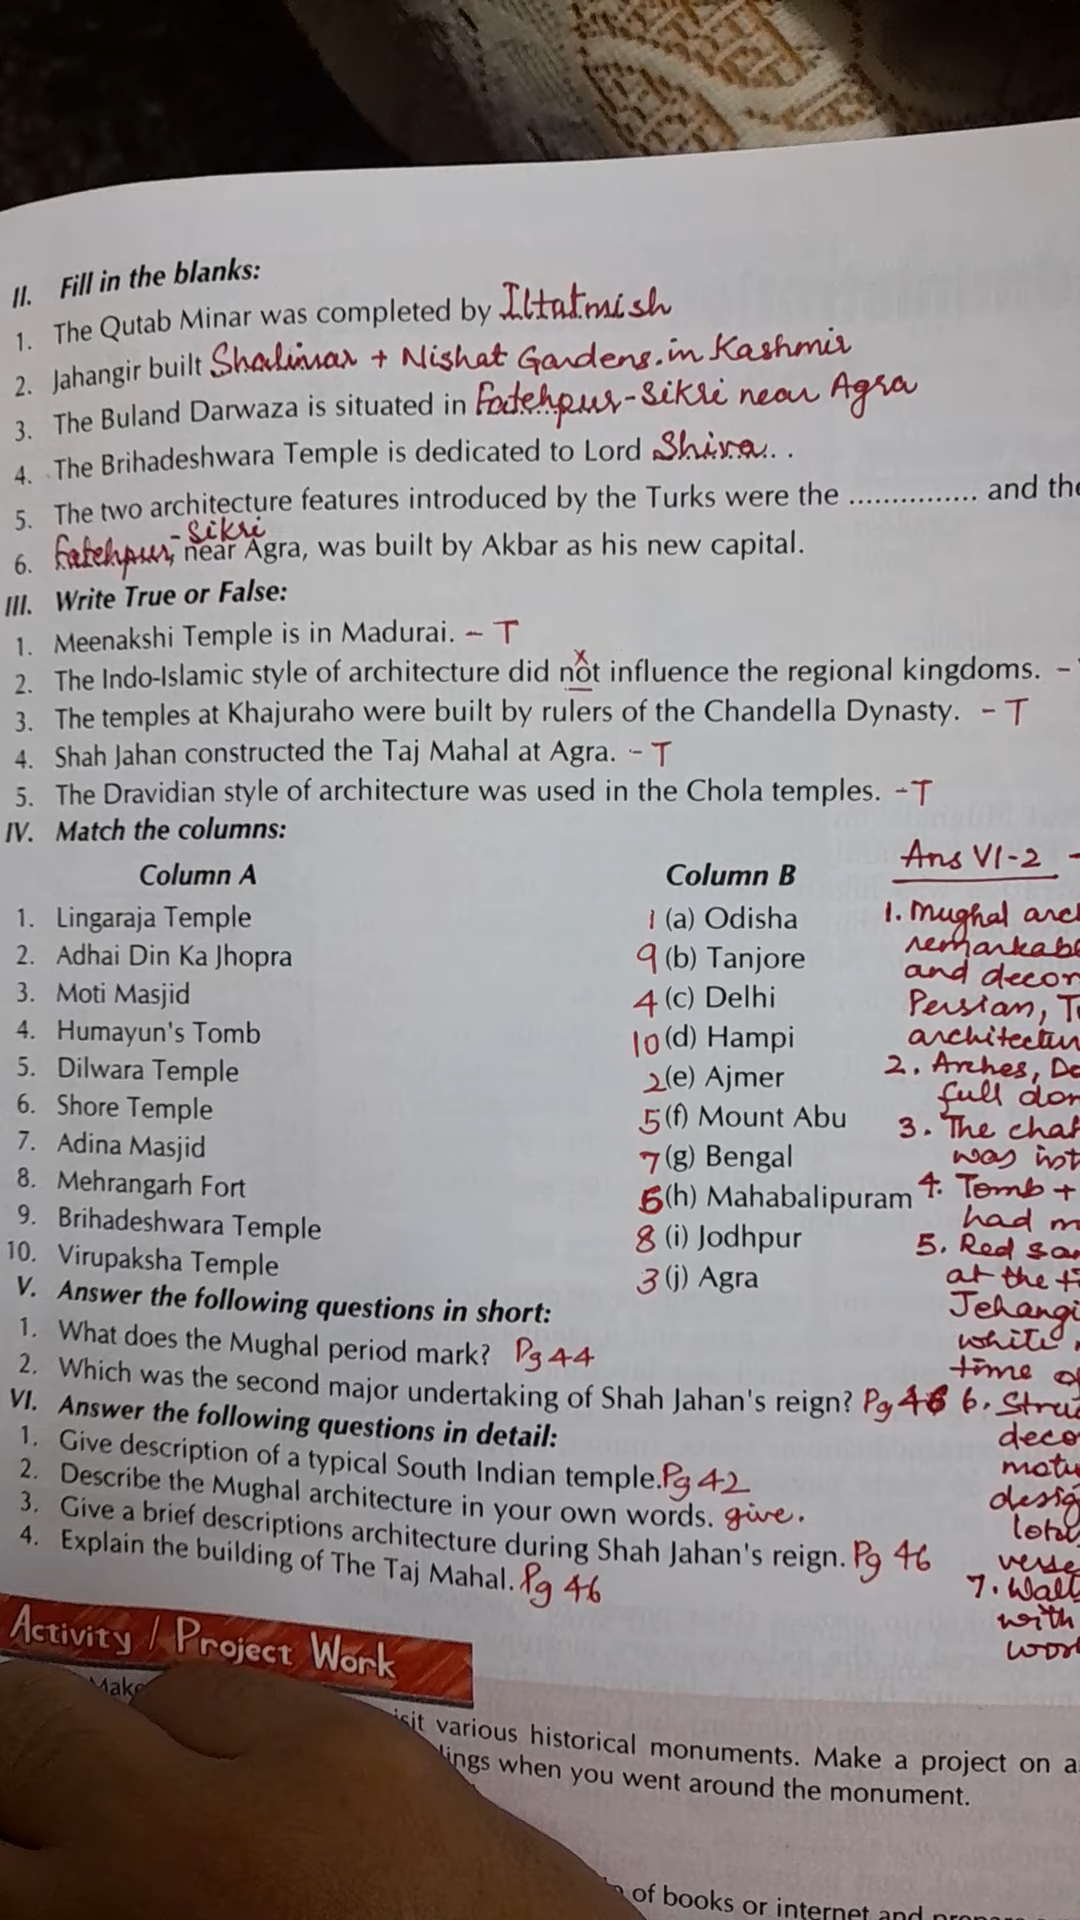 II. Fill in the blanks:
1. The Qutab Minar was completed by Iltatmish
2. Jahangir built Shalimar + Nishat Gardens. in Kashmir
3. The Buland Darwaza is situated in Fatehpur-Sikri near Agra
4. The Brihadeshwara Temple is dedicated to Lord Shiva..
5. The two architecture features introduced by the Turks were the ............... and the
6. Fatehpur-Sikri, near Agra, was built by Akbar as his new capital.
III. Write True or False:
1. Meenakshi Temple is in Madurai. - T
2. The Indo-Islamic style of architecture did not influence the regional kingdoms. -
3. The temples at Khajuraho were built by rulers of the Chandella Dynasty. - T
4. Shah Jahan constructed the Taj Mahal at Agra. - T
5. The Dravidian style of architecture was used in the Chola temples. - T
IV. Match the columns:
Column A Column B Ans VI-2 -
1. Lingaraja Temple 1 (a) Odisha 1. Mughal
2. Adhai Din Ka Jhopra 9 (b) Tanjore
3. Moti Masjid 4 (c) Delhi and
4. Humayun's Tomb 10 (d) Hampi Persian,
5. Dilwara Temple 2 (e) Ajmer 2. Arches,
6. Shore Temple 5 (f) Mount Abu full
7. Adina Masjid 7 (g) Bengal 3. The
8. Mehrangarh Fort 6 (h) Mahabalipuram was
9. Brihadeshwara Temple 8 (i) Jodhpur 4. Tomb +
10. Virupaksha Temple 3 (j) Agra had
5. Red
at the
white
time
6.
7.
with
V. Answer the following questions in short:
1. What does the Mughal period mark? Pg 44
2. Which was the second major undertaking of Shah Jahan's reign? Pg 46
VI. Answer the following questions in detail:
1. Give description of a typical South Indian temple. Pg 42
2. Describe the Mughal architecture in your own words. give.
3. Give a brief descriptions architecture during Shah Jahan's reign. Pg 46
4. Explain the building of The Taj Mahal. Pg 46
Activity / Project Work
Make
various historical monuments. Make a project on a
when you went around the monument.
of books or internet and